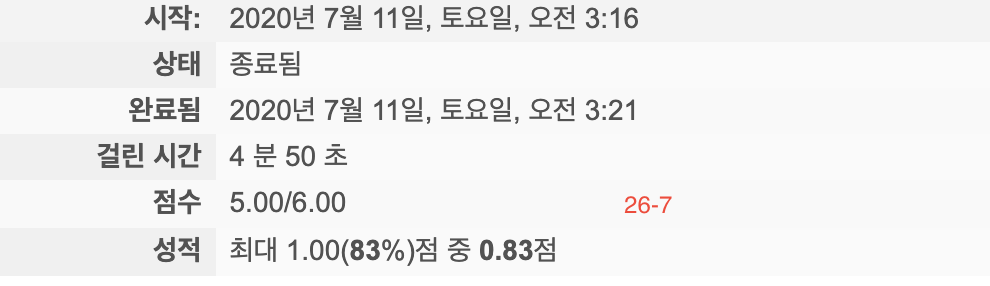 시작: 2020년 7월 11일, 토요일, 오전 3:16
상태 종료됨
완료됨 2020년 7월 11일, 토요일, 오전 3:21
걸린 시간 4 분 50 초
점수 5.00/6.00 26-7
성적 최대 1.00(83%)점 중 0.83점